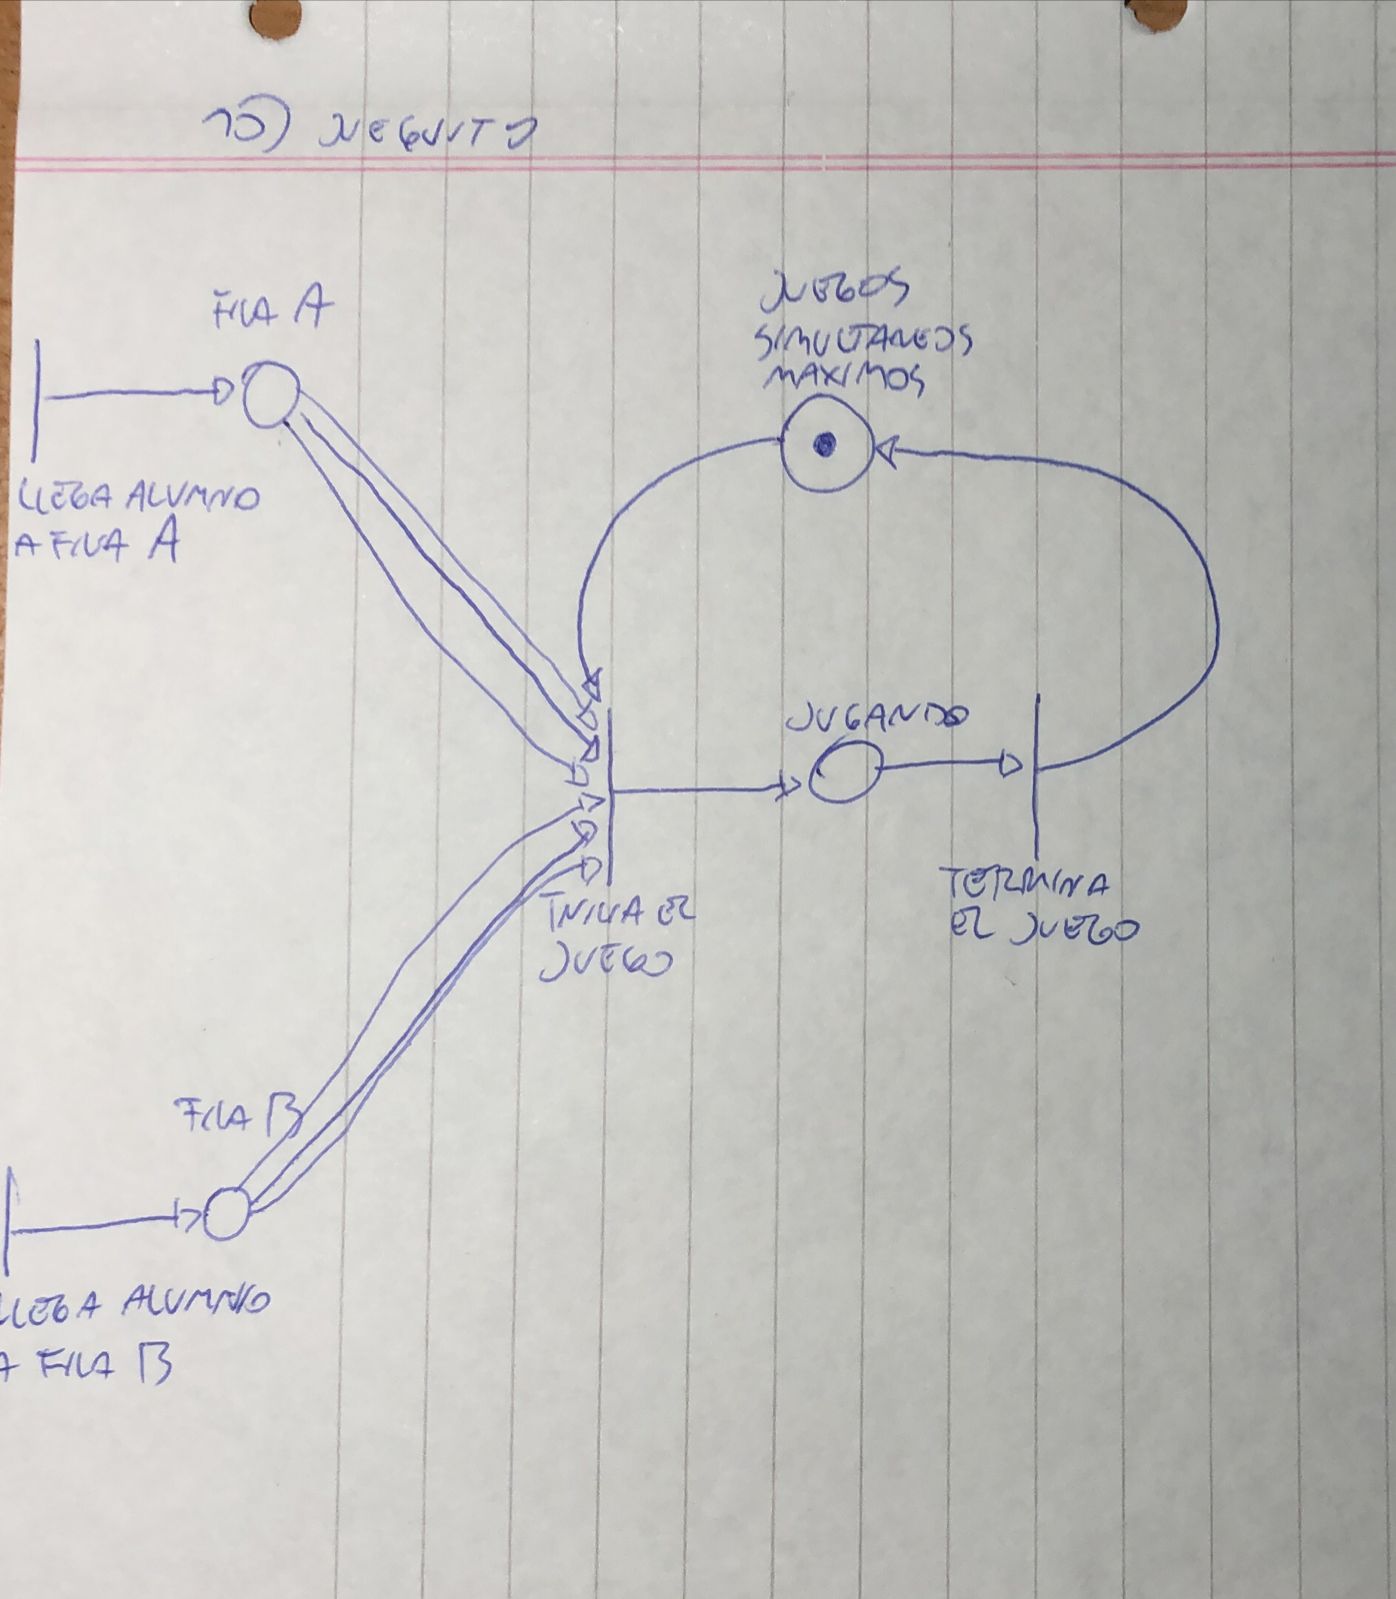 10) JUEGUITO
FILA A
LLEGA ALUMNO
A FILA A
JUEGOS
SIMULTANEOS
MAXIMOS
JUGANDO
INICIA EL
JUEGO
TERMINA
EL JUEGO
FILA B
LLEGA ALUMNO
A FILA B